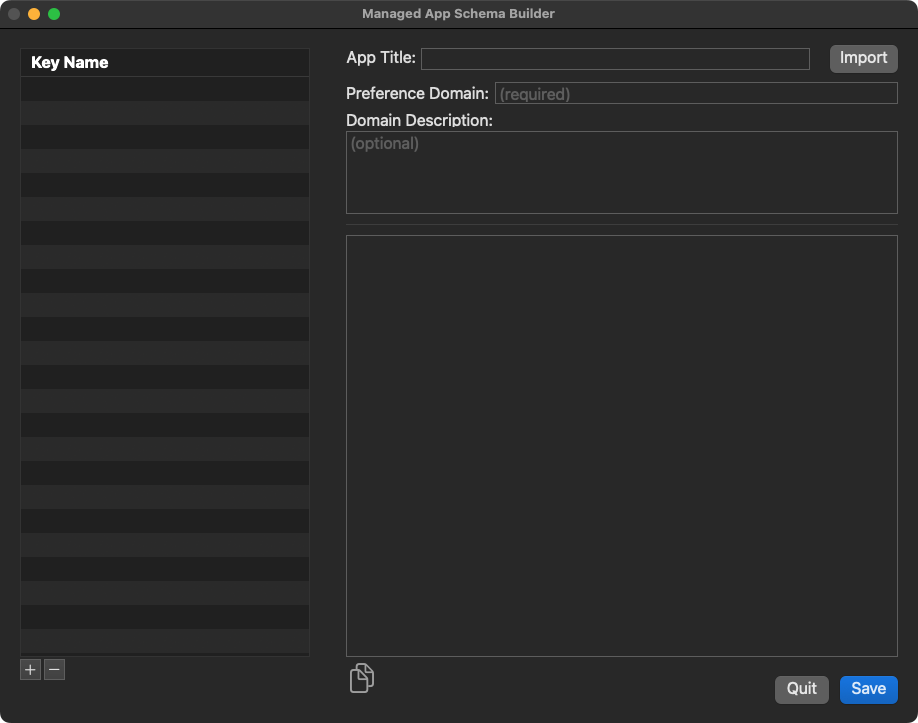 Managed App Schema Builder
Key Name
App Title:
Import
Preference Domain: (required)
Domain Description:
(optional)
Quit
Save